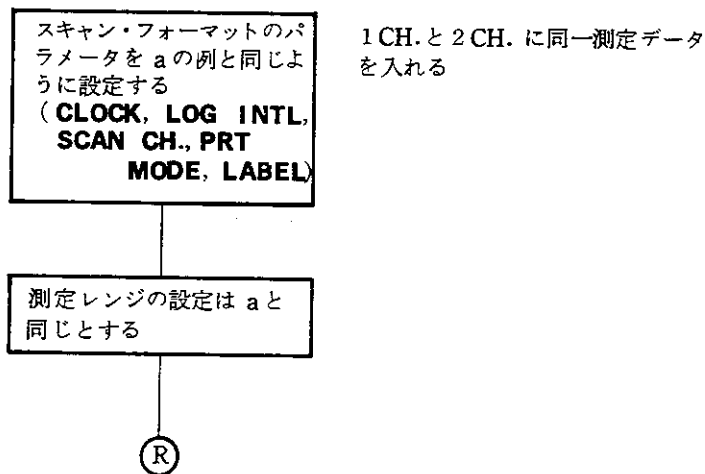 スキャン・フォーマットのパ
ラメータを a の例と同じよ
うに設定する
( CLOCK, LOG INTL,
SCAN CH., PRT
MODE, LABEL)
1 CH.と 2 CH. に同一測定データ
を入れる
測定レンジの設定は a と
同じとする
R